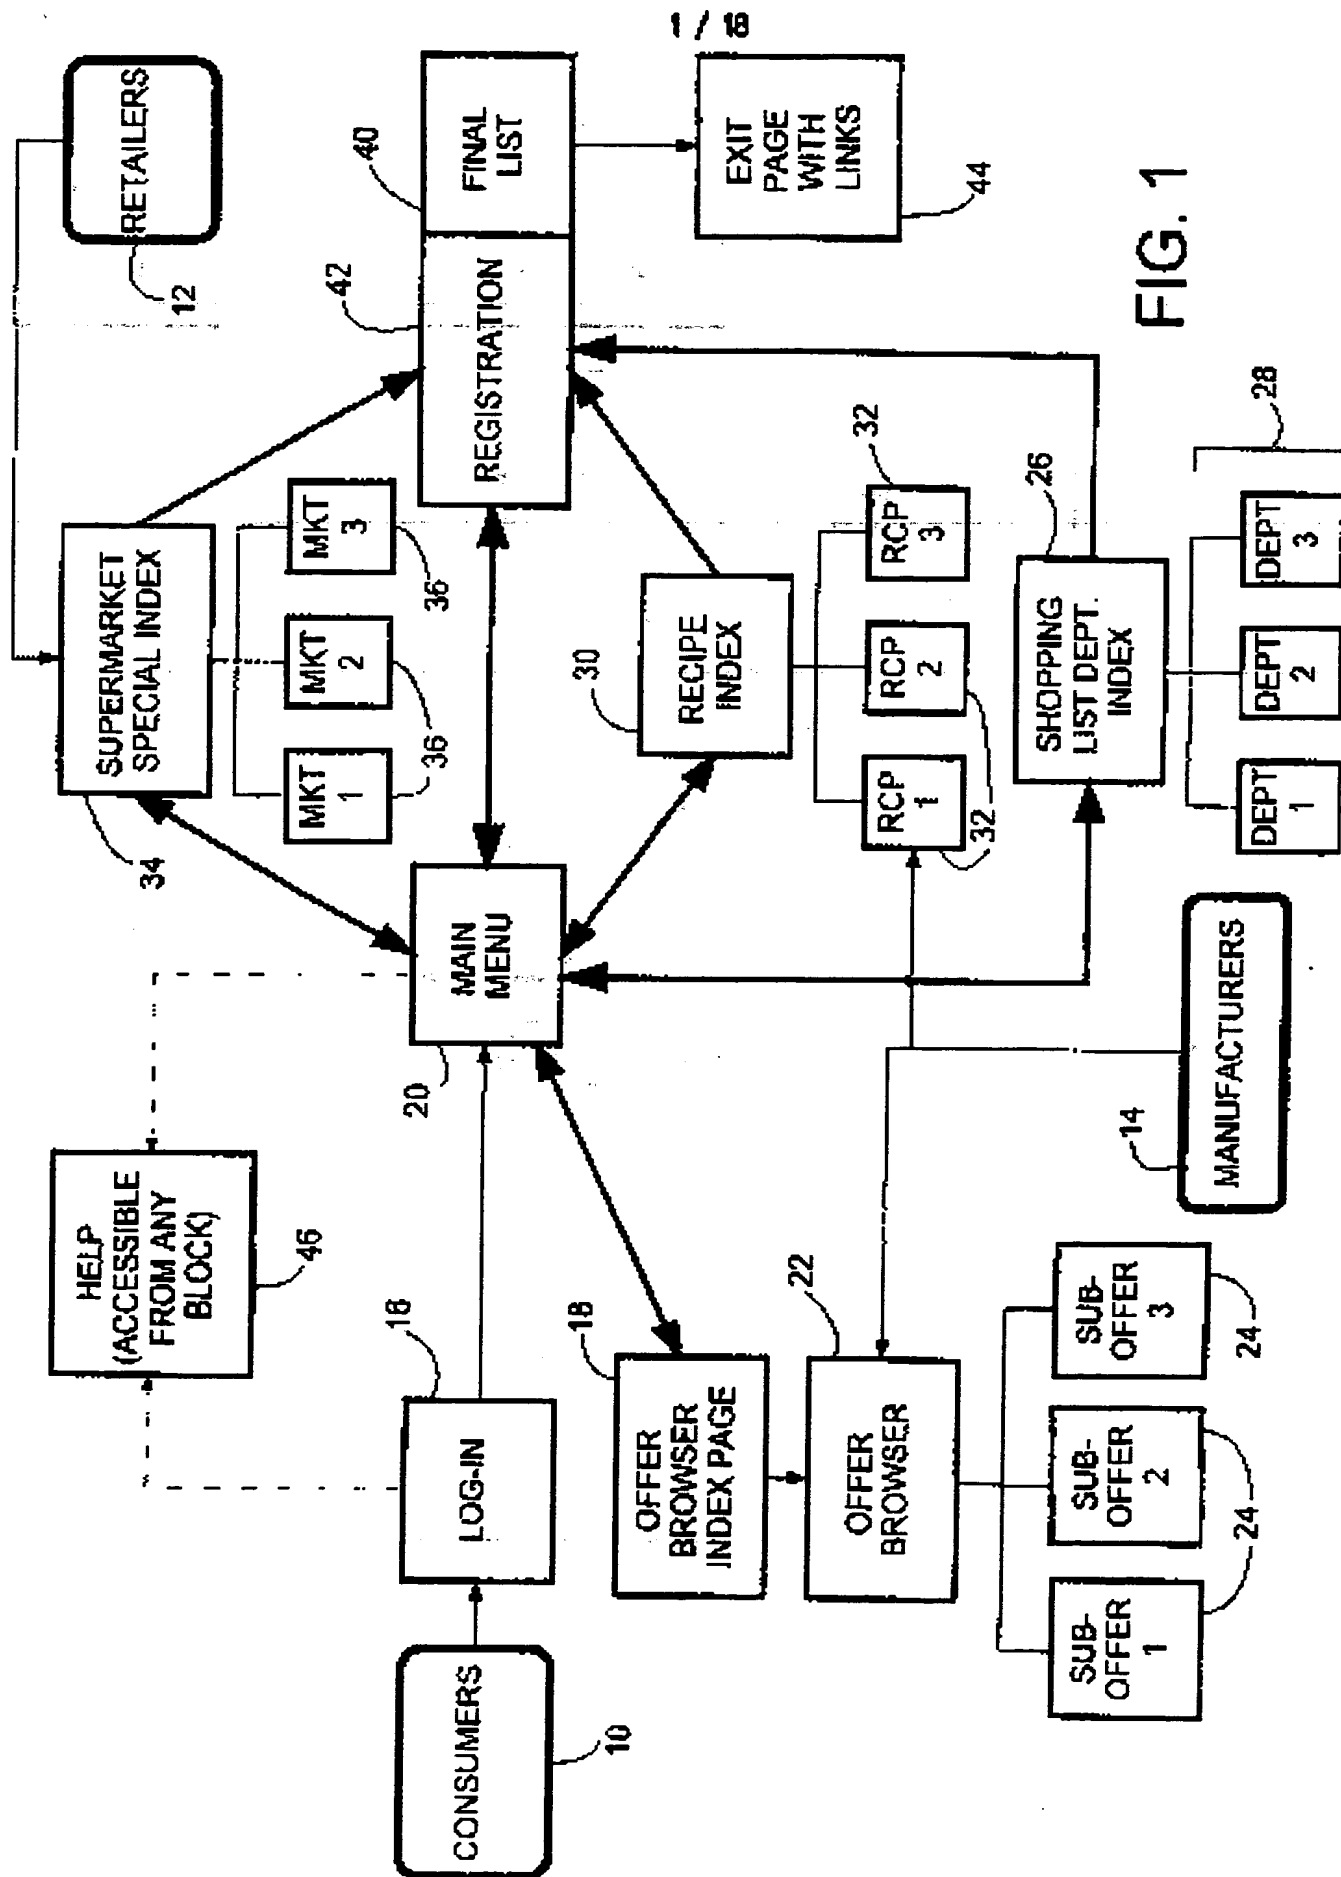 1 / 18
HELP
(ACCESSIBLE
FROM ANY
BLOCK)
46
34
SUPERMARKET
SPECIAL INDEX
RETAILERS
12
MKT
1
MKT
2
MKT
3
36
36
CONSUMERS
10
LOG-IN
18
20
MAIN
MENU
REGISTRATION
42
FINAL
LIST
40
EXIT
PAGE
WITH
LINKS
44
OFFER
BROWSER
INDEX PAGE
18
30
RECIPE
INDEX
OFFER
BROWSER
22
RCP
1
RCP
2
RCP
3
32
32
SUB-
OFFER
1
SUB-
OFFER
2
SUB-
OFFER
3
24
24
14
MANUFACTURERS
SHOPPING
LIST DEPT.
INDEX
26
DEPT
1
DEPT
2
DEPT
3
28
FIG. 1